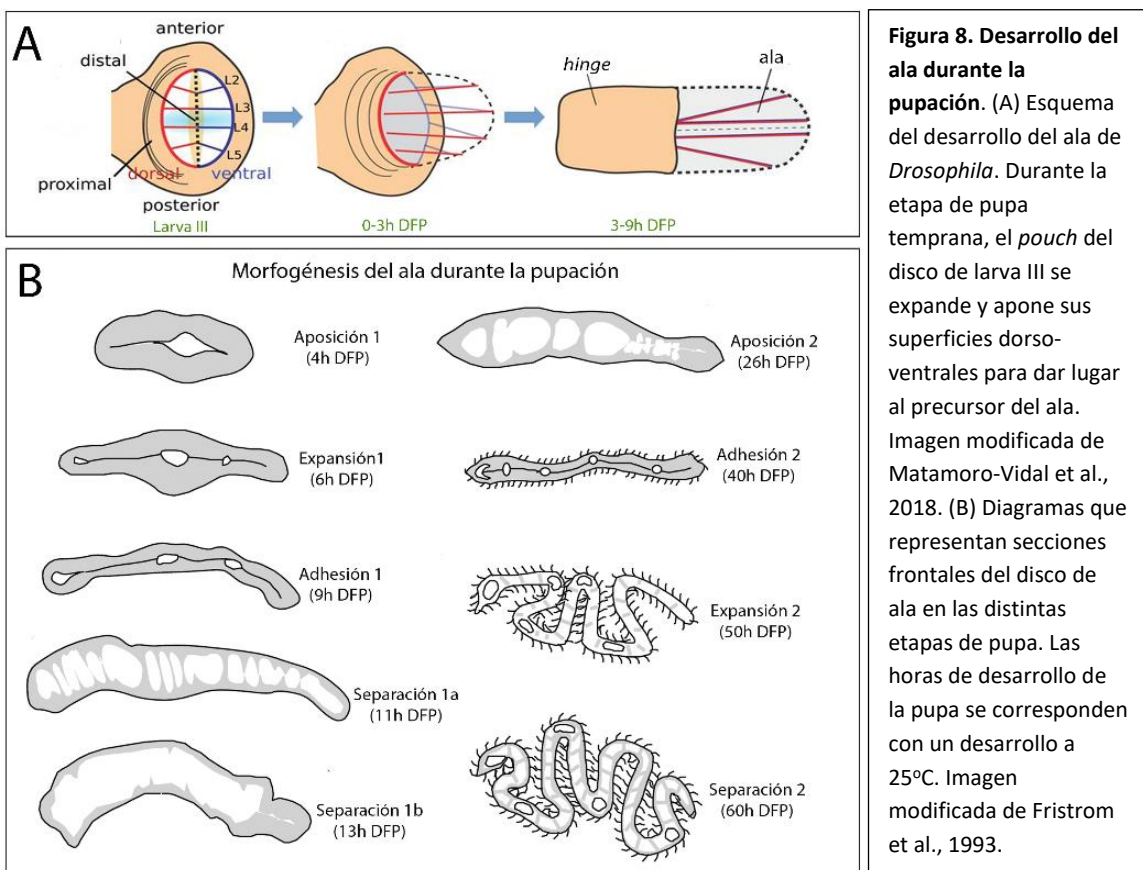 A
anterior
distal
L2
L3
L4
L5
proximal
dorsal
ventral
posterior
Larva III
0-3h DFP
hinge
ala
3-9h DFP
B
Morfogénesis del ala durante la pupación
Aposición 1
(4h DFP)
Expansión1
(6h DFP)
Adhesión 1
(9h DFP)
Separación 1a
(11h DFP)
Separación 1b
(13h DFP)
Aposición 2
(26h DFP)
Adhesión 2
(40h DFP)
Expansión 2
(50h DFP)
Separación 2
(60h DFP)
Figura 8. Desarrollo del
ala durante la
pupación. (A) Esquema
del desarrollo del ala de
Drosophila. Durante la
etapa de pupa
temprana, el pouch del
disco de larva III se
expande y apone sus
superficies dorso-
ventrales para dar lugar
al precursor del ala.
Imagen modificada de
Matamoro-Vidal et al.,
2018. (B) Diagramas que
representan secciones
frontales del disco de
ala en las distintas
etapas de pupa. Las
horas de desarrollo de
la pupa se corresponden
con un desarrollo a
25ºC. Imagen
modificada de Fristrom
et al., 1993.